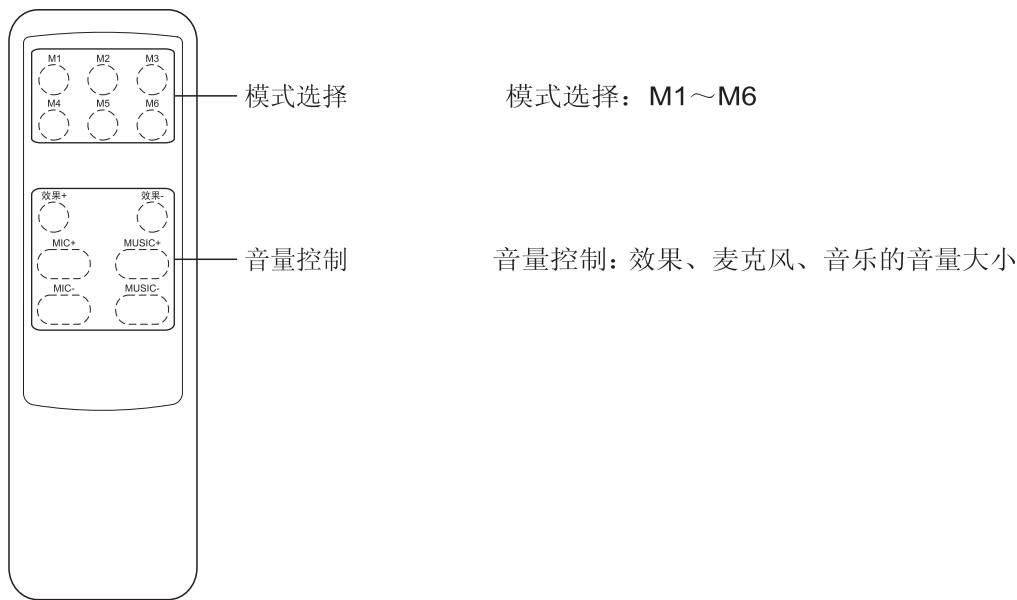 M1 M2 M3
模式选择 模式选择：M1～M6
M4 M5 M6
效果+ 效果-
MIC+ MUSIC+
音量控制 音量控制：效果、麦克风、音乐的音量大小
MIC- MUSIC-